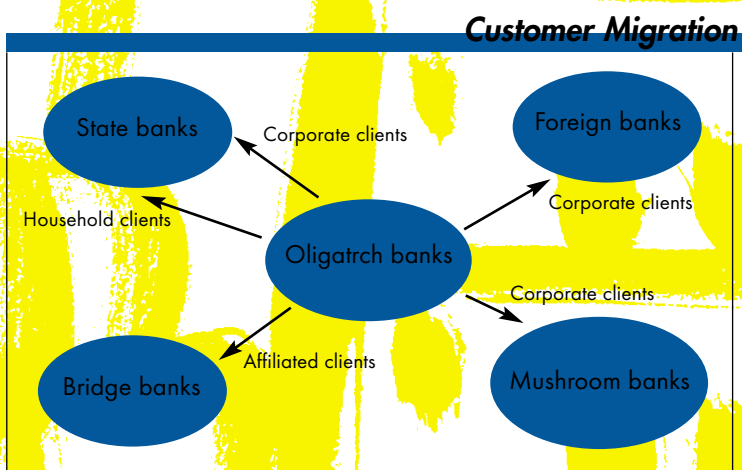 Customer Migration
State banks
Corporate clients
Foreign banks
Household clients
Corporate clients
Oligatrch banks
Corporate clients
Affiliated clients
Bridge banks
Mushroom banks